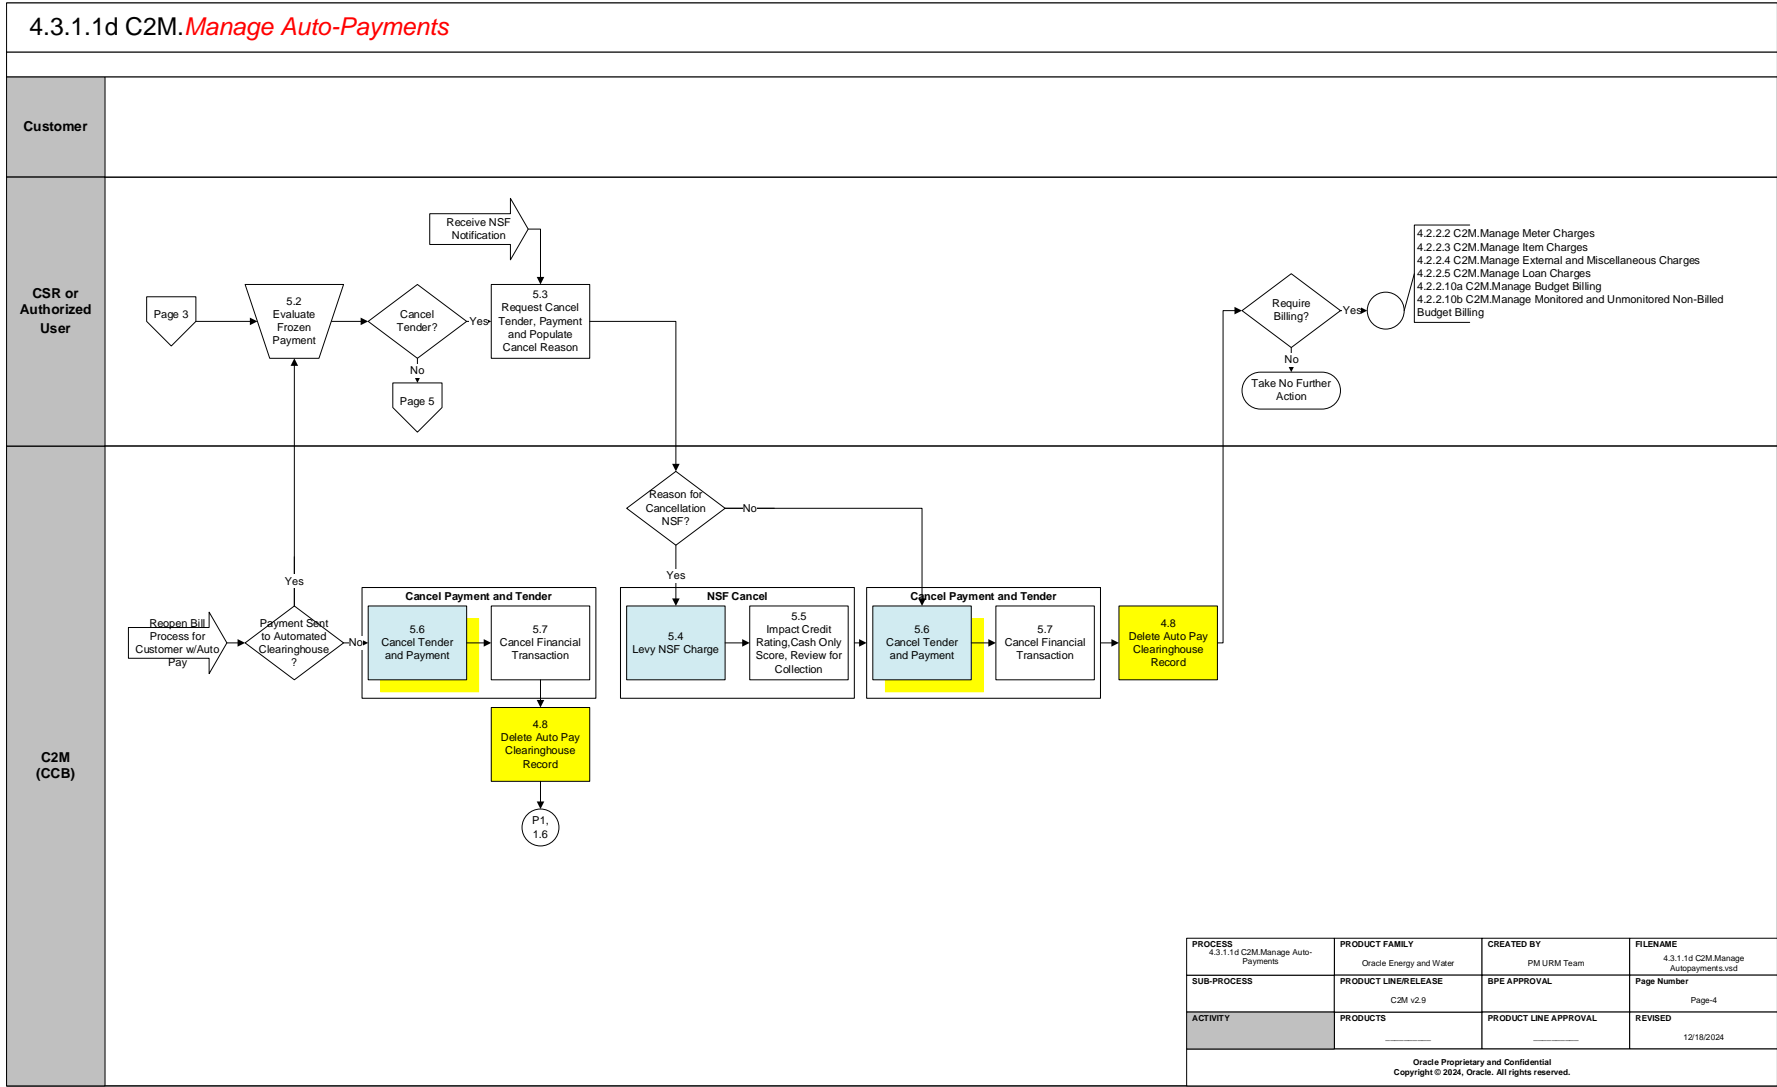 4.3.1.1d C2M.Manage Auto-Payments
Customer
CSR or
Authorized
User
Receive NSF
Notification
Page 3
5.2
Evaluate
Frozen
Payment
Cancel
Tender?
Yes
No
Page 5
5.3
Request Cancel
Tender, Payment
and Populate
Cancel Reason
Require
Billing?
Yes
No
Take No Further
Action
4.2.2.2 C2M.Manage Meter Charges
4.2.2.3 C2M.Manage Item Charges
4.2.2.4 C2M.Manage External and Miscellaneous Charges
4.2.2.5 C2M.Manage Loan Charges
4.2.2.10a C2M.Manage Budget Billing
4.2.2.10b C2M.Manage Monitored and Unmonitored Non-Billed
Budget Billing
C2M
(CCB)
Reason for
Cancellation
NSF?
No
Yes
Yes
Reopen Bill
Process for
Customer w/Auto
Pay
Payment Sent
to Automated
Clearinghouse
?
No
Cancel Payment and Tender
5.6
Cancel Tender
and Payment
5.7
Cancel Financial
Transaction
4.8
Delete Auto Pay
Clearinghouse
Record
P1,
1.6
NSF Cancel
5.4
Levy NSF Charge
5.5
Impact Credit
Rating,Cash Only
Score, Review for
Collection
Cancel Payment and Tender
5.6
Cancel Tender
and Payment
5.7
Cancel Financial
Transaction
4.8
Delete Auto Pay
Clearinghouse
Record
PROCESS
4.3.1.1d C2M.Manage Auto-
Payments
PRODUCT FAMILY
Oracle Energy and Water
CREATED BY
PM URM Team
FILENAME
4.3.1.1d C2M.Manage
Autopayments.vsd
SUB-PROCESS
PRODUCT LINE/RELEASE
C2M v2.9
BPE APPROVAL
Page Number
Page-4
ACTIVITY
PRODUCTS
PRODUCT LINE APPROVAL
REVISED
12/18/2024
Oracle Proprietary and Confidential
Copyright © 2024, Oracle. All rights reserved.